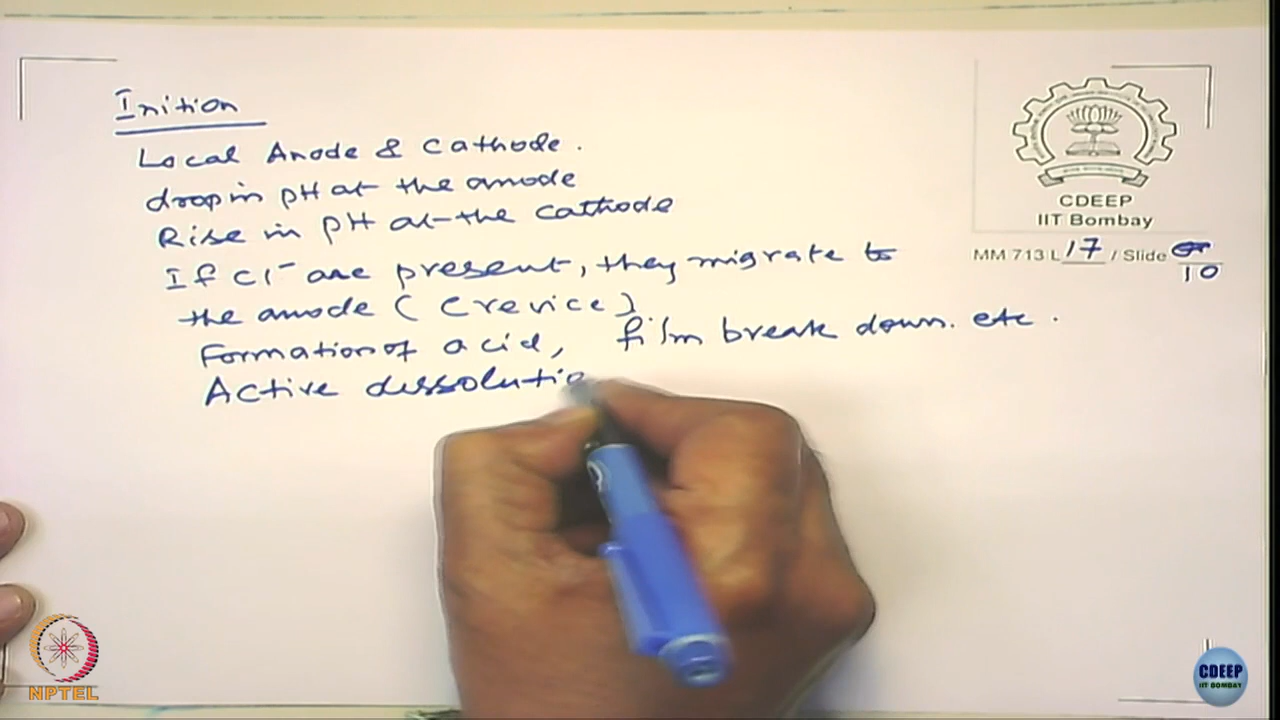 Inition
Local Anode & cathode.
drop in pH at the anode
Rise in pH at the cathode
If Cl⁻ are present, they migrate to
the anode (Crevice)
Formation of acid, film break down. etc.
Active dissolutio
CDEEP
IIT Bombay
MM 713 L 17 / Slide 10
NPTEL
CDEEP
IIT BOMBAY